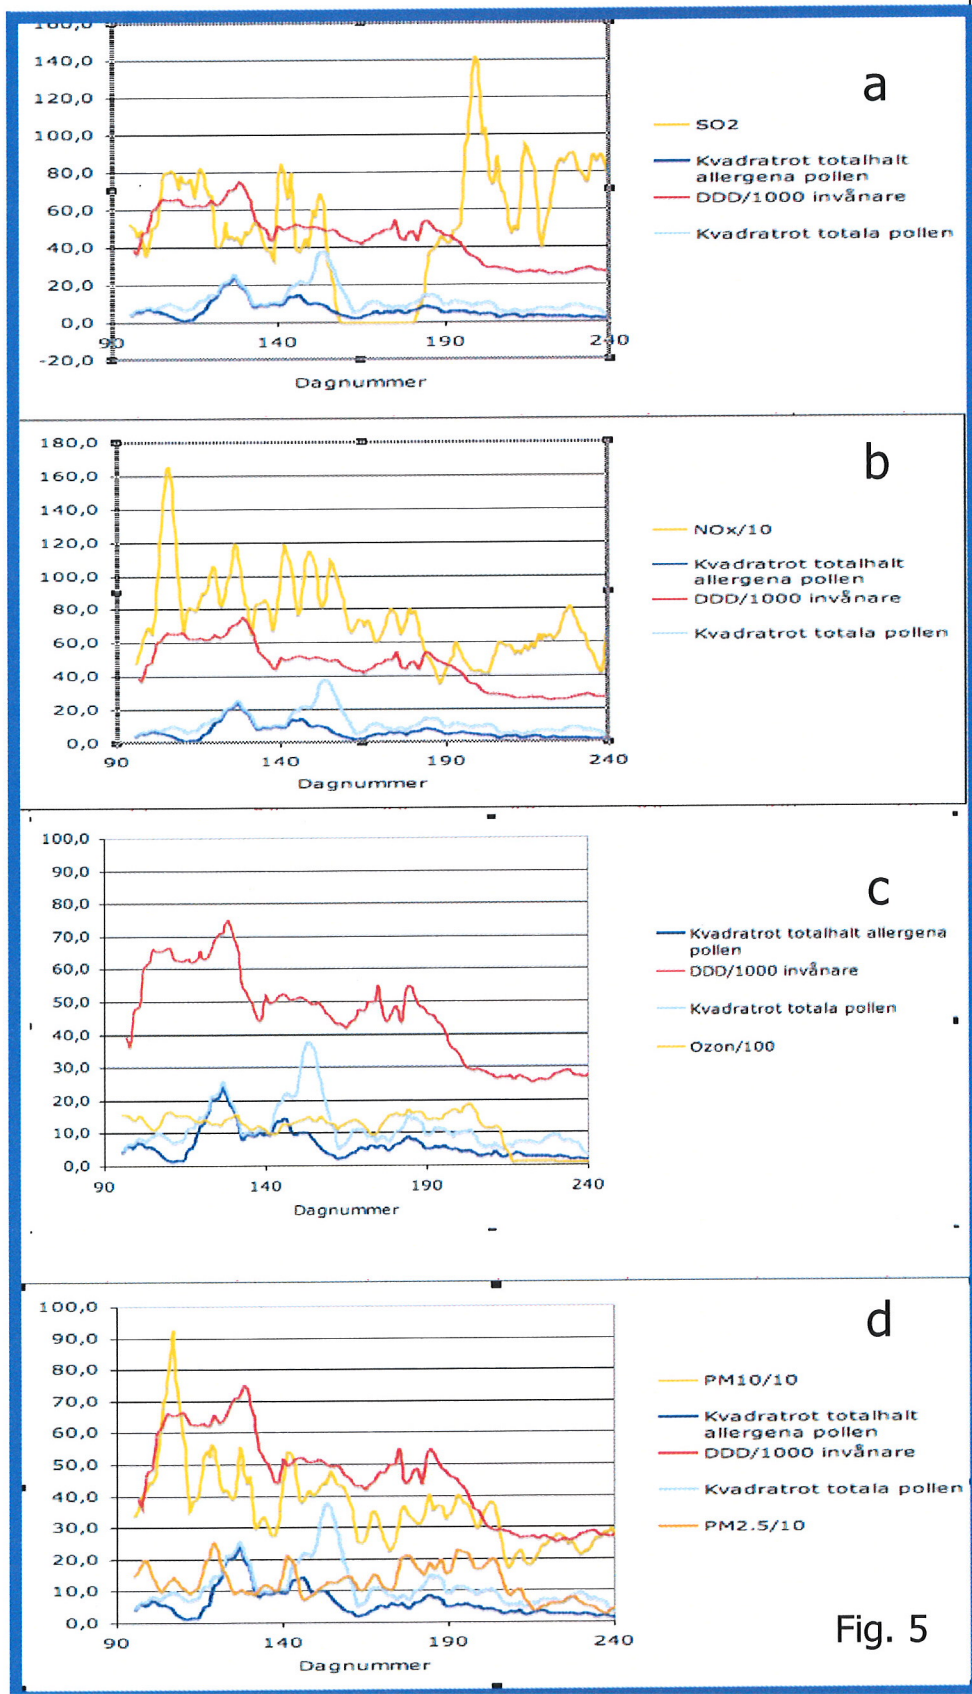 160,0
140,0
120,0
100,0
80,0
60,0
40,0
20,0
0,0
-20,0
90
140
190
240
Dagnummer
a
SO2
Kvadratrot totalhalt
allergena pollen
DDD/1000 invånare
Kvadratrot totala pollen
180,0
160,0
140,0
120,0
100,0
80,0
60,0
40,0
20,0
0,0
90
140
190
240
Dagnummer
b
NOx/10
Kvadratrot totalhalt
allergena pollen
DDD/1000 invånare
Kvadratrot totala pollen
100,0
90,0
80,0
70,0
60,0
50,0
40,0
30,0
20,0
10,0
0,0
90
140
190
240
Dagnummer
c
Kvadratrot totalhalt allergena
pollen
DDD/1000 invånare
Kvadratrot totala pollen
Ozon/100
100,0
90,0
80,0
70,0
60,0
50,0
40,0
30,0
20,0
10,0
0,0
90
140
190
240
Dagnummer
d
PM10/10
Kvadratrot totalhalt
allergena pollen
DDD/1000 invånare
Kvadratrot totala pollen
PM2.5/10
Fig. 5